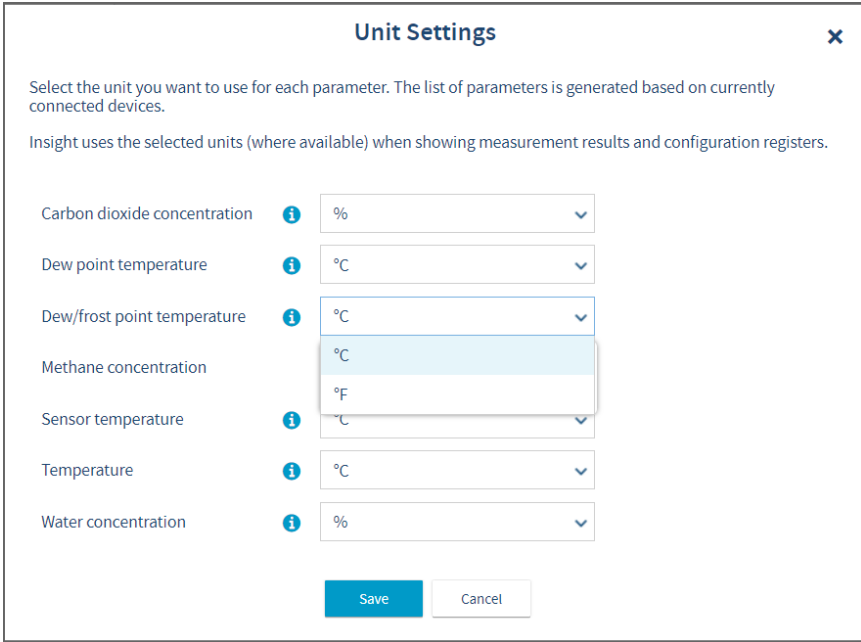 Unit Settings
Select the unit you want to use for each parameter. The list of parameters is generated based on currently
connected devices.
Insight uses the selected units (where available) when showing measurement results and configuration registers.
Carbon dioxide concentration %
Dew point temperature °C
Dew/frost point temperature °C
°C
Methane concentration
°F
Sensor temperature °C
Temperature °C
Water concentration %
Save Cancel